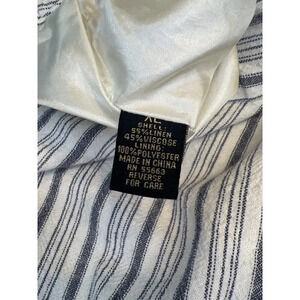 XL
SHELL:
55%LINEN
45%VISCOSE
LINING:
100%POLYESTER
MADE IN CHINA
RN 55663
REVERSE
FOR CARE